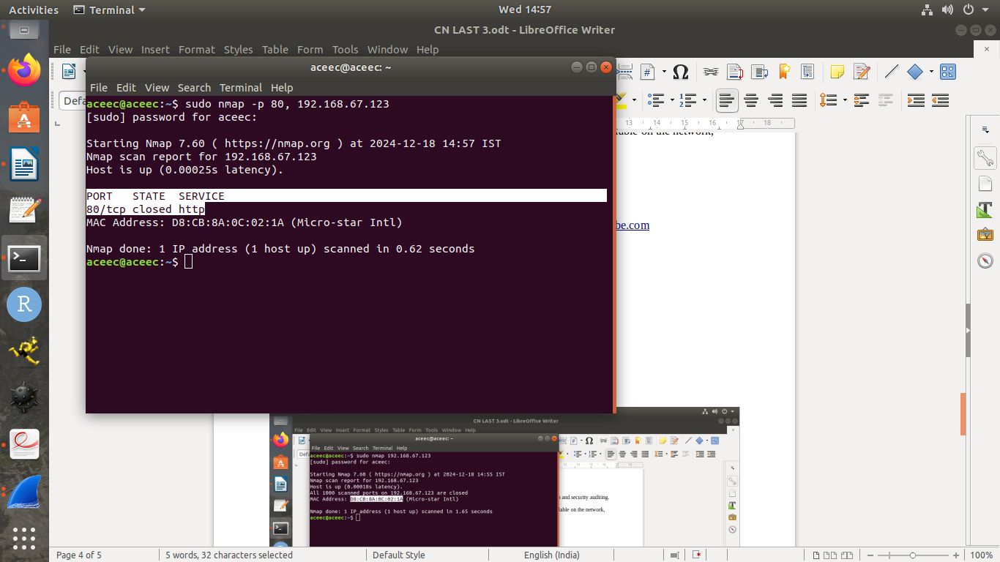 Activities Terminal Wed 14:57
CN LAST 3.odt - LibreOffice Writer
File Edit View Insert Format Styles Table Form Tools Window Help
aceec@aceec: ~
File Edit View Search Terminal Help
aceec@aceec:~$ sudo nmap -p 80, 192.168.67.123
[sudo] password for aceec:
Starting Nmap 7.60 ( https://nmap.org ) at 2024-12-18 14:57 IST
Nmap scan report for 192.168.67.123
Host is up (0.00025s latency).
PORT STATE SERVICE
80/tcp closed http
MAC Address: D8:CB:8A:0C:02:1A (Micro-star Intl)
Nmap done: 1 IP address (1 host up) scanned in 0.62 seconds
aceec@aceec:~$
13 14 15 16 17 18
on the network,
be.com
CN LAST 3.odt - LibreOffice Writer
File Edit View Insert Format Styles Table Form Tools Window Help
aceec@aceec: ~
File Edit View Search Terminal Help
aceec@aceec:~$ sudo nmap 192.168.67.123
[sudo] password for aceec:
Starting Nmap 7.60 ( https://nmap.org ) at 2024-12-18 14:55 IST
Nmap scan report for 192.168.67.123
Host is up (0.00018s latency).
All 1000 scanned ports on 192.168.67.123 are closed
MAC Address: D8:CB:8A:0C:02:1A (Micro-star Intl)
Nmap done: 1 IP address (1 host up) scanned in 1.65 seconds
aceec@aceec:~$
and security auditing.
lable on the network,
Page 4 of 5 5 words, 32 characters selected Default Style English (India) 100%